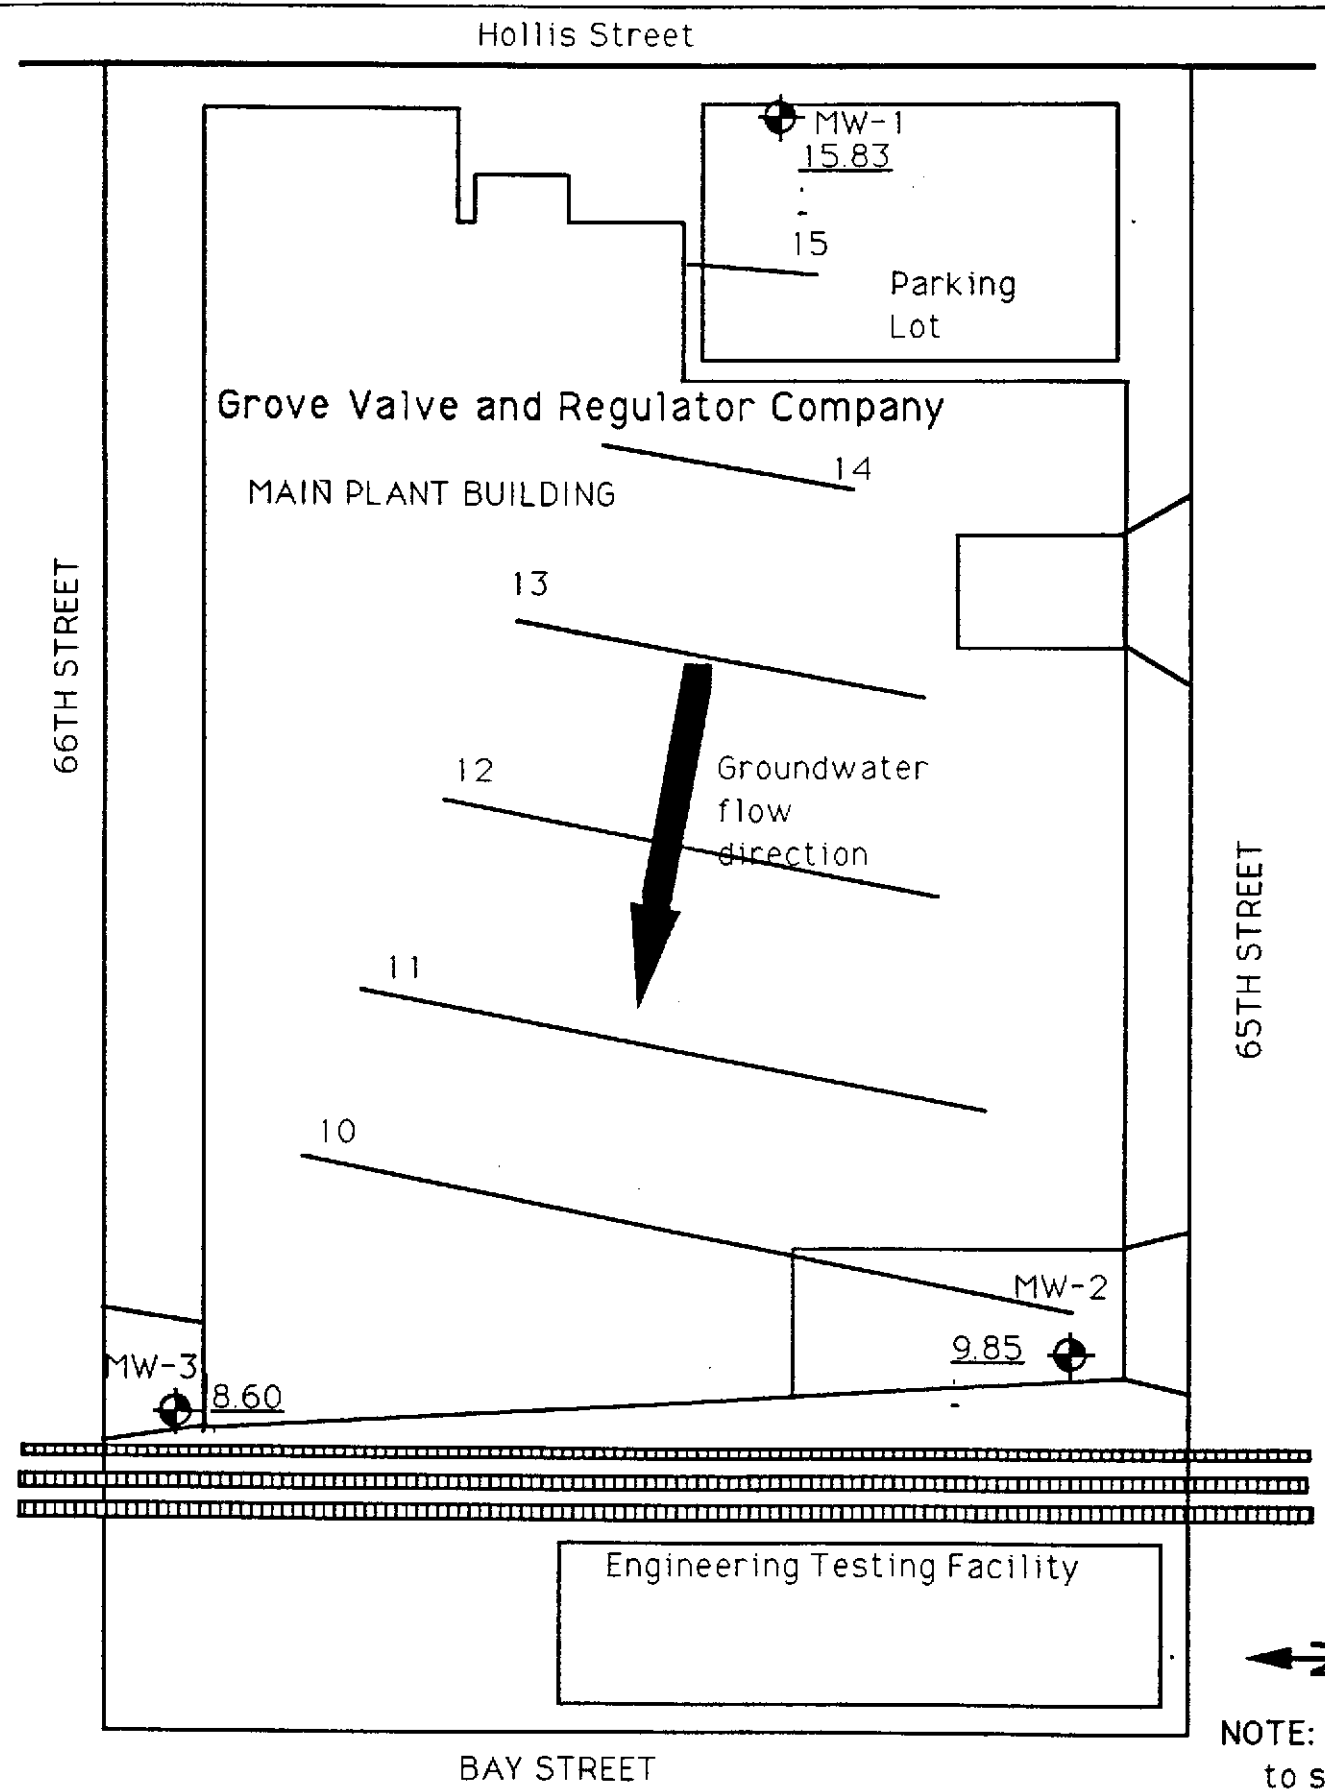 Hollis Street
MW-1
15.83
15
Parking
Lot
Grove Valve and Regulator Company
14
MAIN PLANT BUILDING
13
66TH STREET
12
Groundwater
flow
direction
65TH STREET
11
10
MW-2
9.85
MW-3
8.60
Engineering Testing Facility
N
NOTE:
to s
BAY STREET